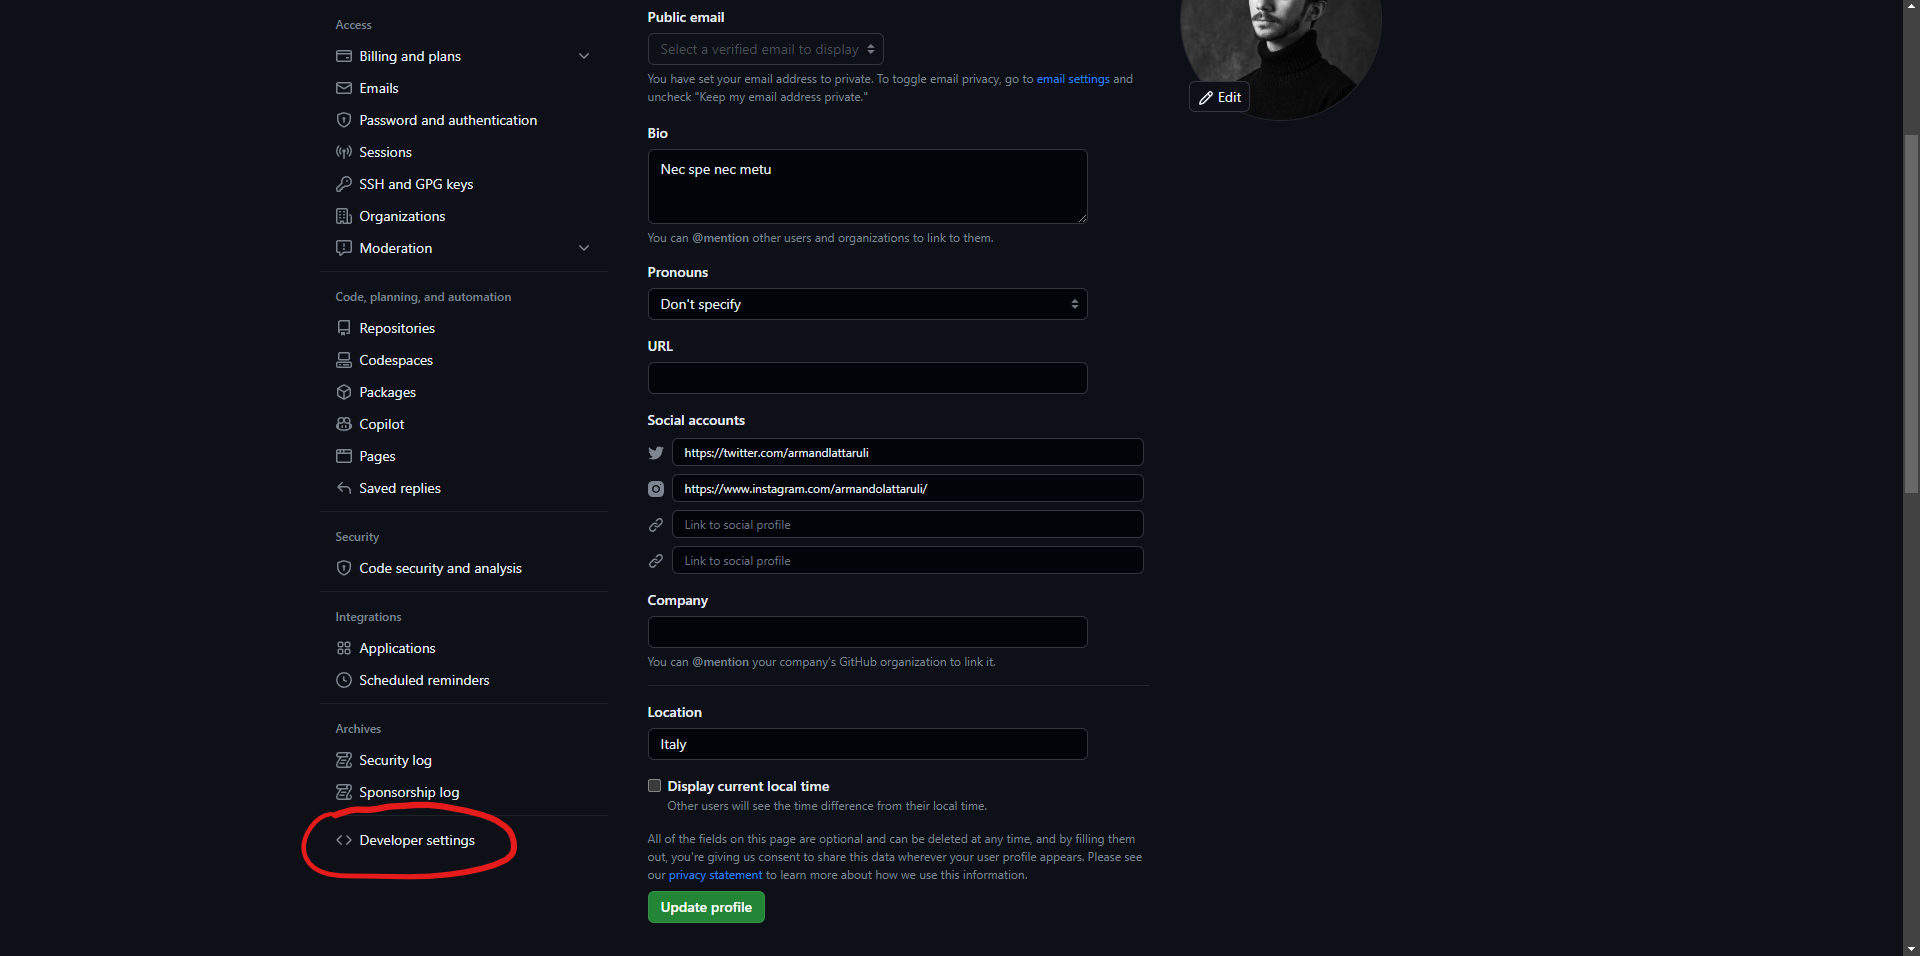 Access
Billing and plans
Emails
Password and authentication
Sessions
SSH and GPG keys
Organizations
Moderation
Code, planning, and automation
Repositories
Codespaces
Packages
Copilot
Pages
Saved replies
Security
Code security and analysis
Integrations
Applications
Scheduled reminders
Archives
Security log
Sponsorship log
Developer settings
Public email
Select a verified email to display
You have set your email address to private. To toggle email privacy, go to email settings and
uncheck "Keep my email address private."
Bio
Nec spe nec metu
You can @mention other users and organizations to link to them.
Pronouns
Don't specify
URL
Social accounts
https://twitter.com/armandlattaruli
https://www.instagram.com/armandolattaruli/
Link to social profile
Link to social profile
Company
You can @mention your company's GitHub organization to link it.
Location
Italy
Display current local time
Other users will see the time difference from their local time.
All of the fields on this page are optional and can be deleted at any time, and by filling them
out, you're giving us consent to share this data wherever your user profile appears. Please see
our privacy statement to learn more about how we use this information.
Update profile
Edit